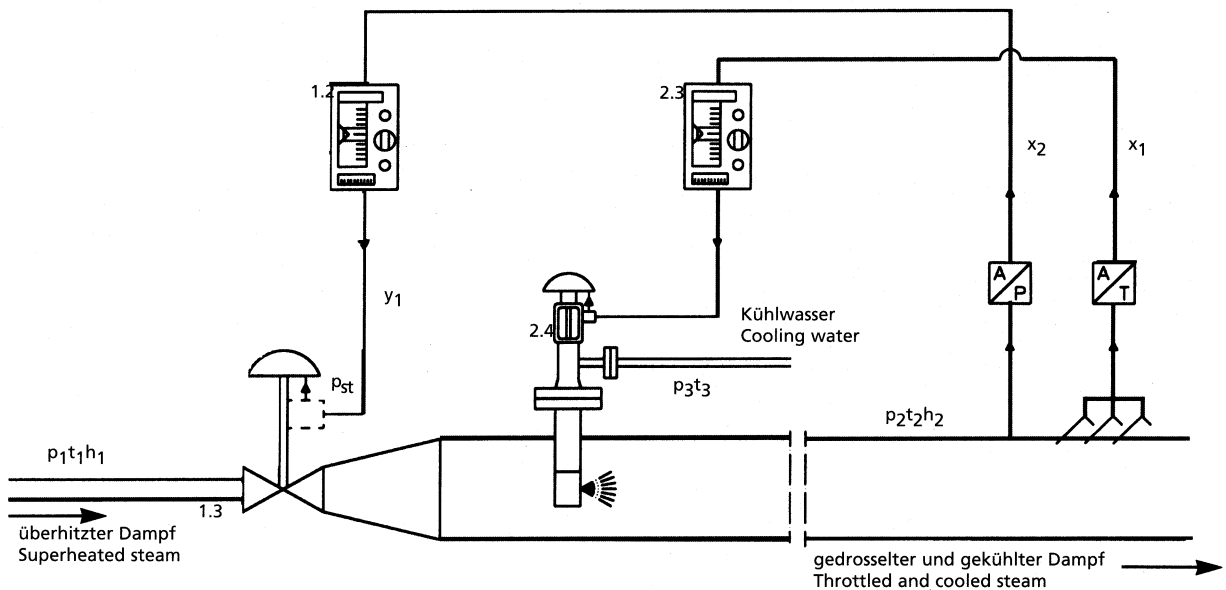 1.2
2.3
x2
x1
A
P
A
T
y1
Kühlwasser
Cooling water
2.4
pst
p3t3
p2t2h2
p1t1h1
1.3
überhitzter Dampf
Superheated steam
gedrosselter und gekühlter Dampf
Throttled and cooled steam